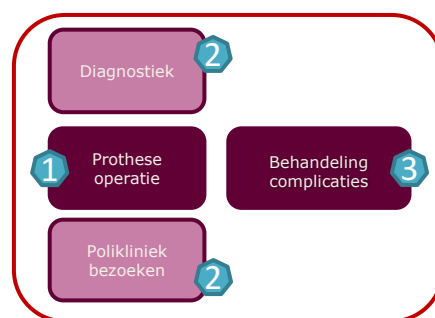 Diagnostiek
2
1
Prothese
operatie
Behandeling
complicaties
3
Polikliniek
bezoeken
2